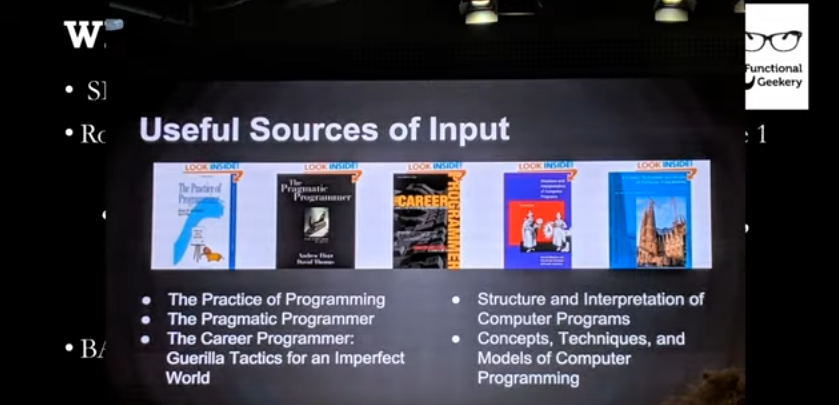 W
• SI
• Ro
e 1
• BA
Functional
Geekery
Useful Sources of Input
LOOK INSIDE! LOOK INSIDE! LOOK INSIDE! LOOK INSIDE! LOOK INSIDE!
The Practice of
Programming
The
Pragmatic
Programmer
Andrew Hunt
David Thomas
CAREER
PROGRAMMER
Structure and
Interpretation
of Computer
Programs
• The Practice of Programming
• The Pragmatic Programmer
• The Career Programmer:
Guerilla Tactics for an Imperfect
World
• Structure and Interpretation of
Computer Programs
• Concepts, Techniques, and
Models of Computer
Programming